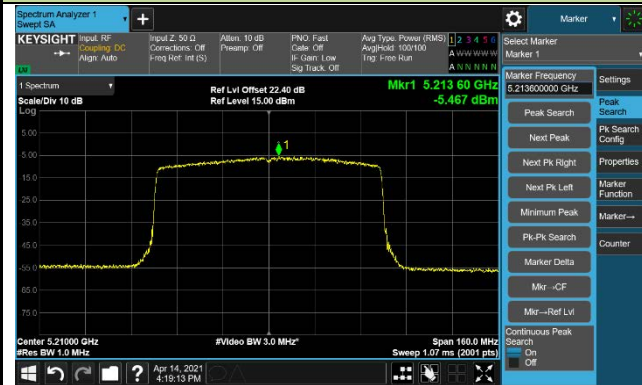 Spectrum Analyzer 1
Swept SA
+
Marker
KEYSIGHT
Input: RF
Coupling: DC
Align: Auto
Input Z: 50 Ω
Corrections: Off
Freq Ref: Int (S)
Atten: 10 dB
Preamp: Off
PNO: Fast
Gate: Off
IF Gain: Low
Sig Track: Off
Avg Type: Power (RMS)
Avg|Hold: 100/100
Trig: Free Run
1 2 3 4 5 6
A W W W W W
A N N N N N
Select Marker
Marker 1
1 Spectrum
Scale/Div 10 dB
Log
Ref Lvl Offset 22.40 dB
Ref Level 15.00 dBm
Mkr1 5.213 60 GHz
-5.467 dBm
5.00
-5.00
-15.0
-25.0
-35.0
-45.0
-55.0
-65.0
-75.0
1
Center 5.21000 GHz
#Res BW 1.0 MHz
#Video BW 3.0 MHz*
Span 160.0 MHz
Sweep 1.07 ms (2001 pts)
Marker Frequency
5.213600000 GHz
Peak Search
Next Peak
Next Pk Right
Next Pk Left
Minimum Peak
Pk-Pk Search
Marker Delta
Mkr→CF
Mkr→Ref Lvl
Continuous Peak
Search
On
Off
Settings
Peak
Search
Pk Search
Config
Properties
Marker
Function
Marker→
Counter
?
Apr 14, 2021
4:19:13 PM